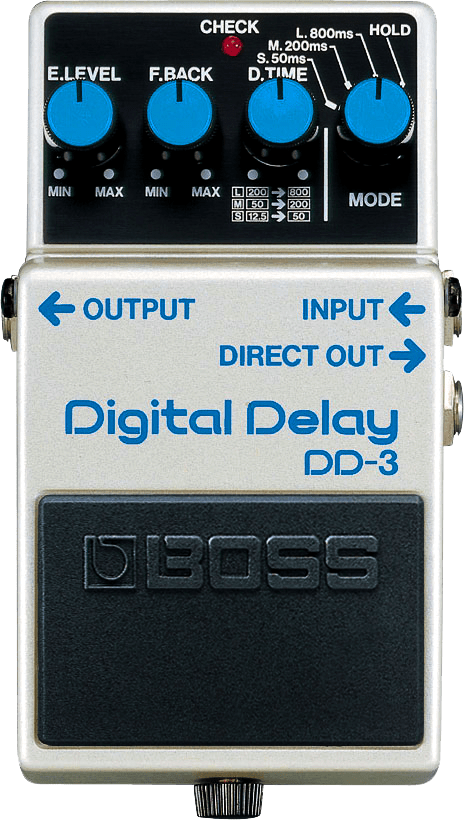 CHECK
L. 800ms
HOLD
M. 200ms
S. 50ms
E.LEVEL
F.BACK
D.TIME
MIN
MAX
MIN
MAX
L 200 → 800
M 50 → 200
S 12.5 → 50
MODE
← OUTPUT
INPUT ←
DIRECT OUT →
Digital Delay
DD-3
BOSS